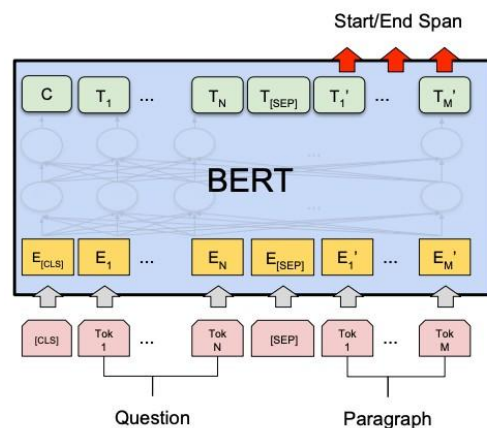 Start/End Span
C T1 ... TN T[SEP] T1' ... TM'
...
BERT
...
E[CLS] E1 ... EN E[SEP] E1' ... EM'
[CLS] Tok 1 ... Tok N [SEP] Tok 1 ... Tok M
Question Paragraph